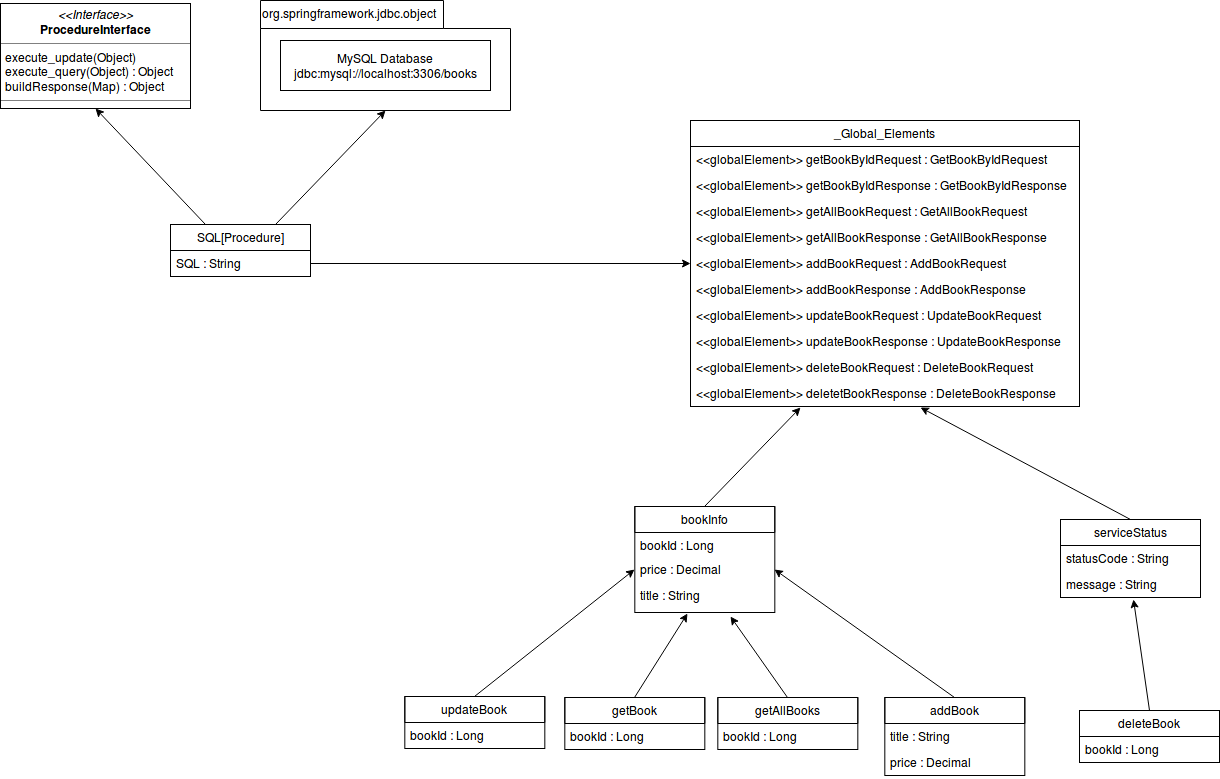 <<Interface>>
ProcedureInterface
execute_update(Object)
execute_query(Object) : Object
buildResponse(Map) : Object
org.springframework.jdbc.object
MySQL Database
jdbc:mysql://localhost:3306/books
_Global_Elements
<<globalElement>> getBookByIdRequest : GetBookByIdRequest
<<globalElement>> getBookByIdResponse : GetBookByIdResponse
<<globalElement>> getAllBookRequest : GetAllBookRequest
<<globalElement>> getAllBookResponse : GetAllBookResponse
<<globalElement>> addBookRequest : AddBookRequest
<<globalElement>> addBookResponse : AddBookResponse
<<globalElement>> updateBookRequest : UpdateBookRequest
<<globalElement>> updateBookResponse : UpdateBookResponse
<<globalElement>> deleteBookRequest : DeleteBookRequest
<<globalElement>> deletetBookResponse : DeleteBookResponse
SQL[Procedure]
SQL : String
bookInfo
bookId : Long
price : Decimal
title : String
serviceStatus
statusCode : String
message : String
updateBook
bookId : Long
getBook
bookId : Long
getAllBooks
bookId : Long
addBook
title : String
price : Decimal
deleteBook
bookId : Long